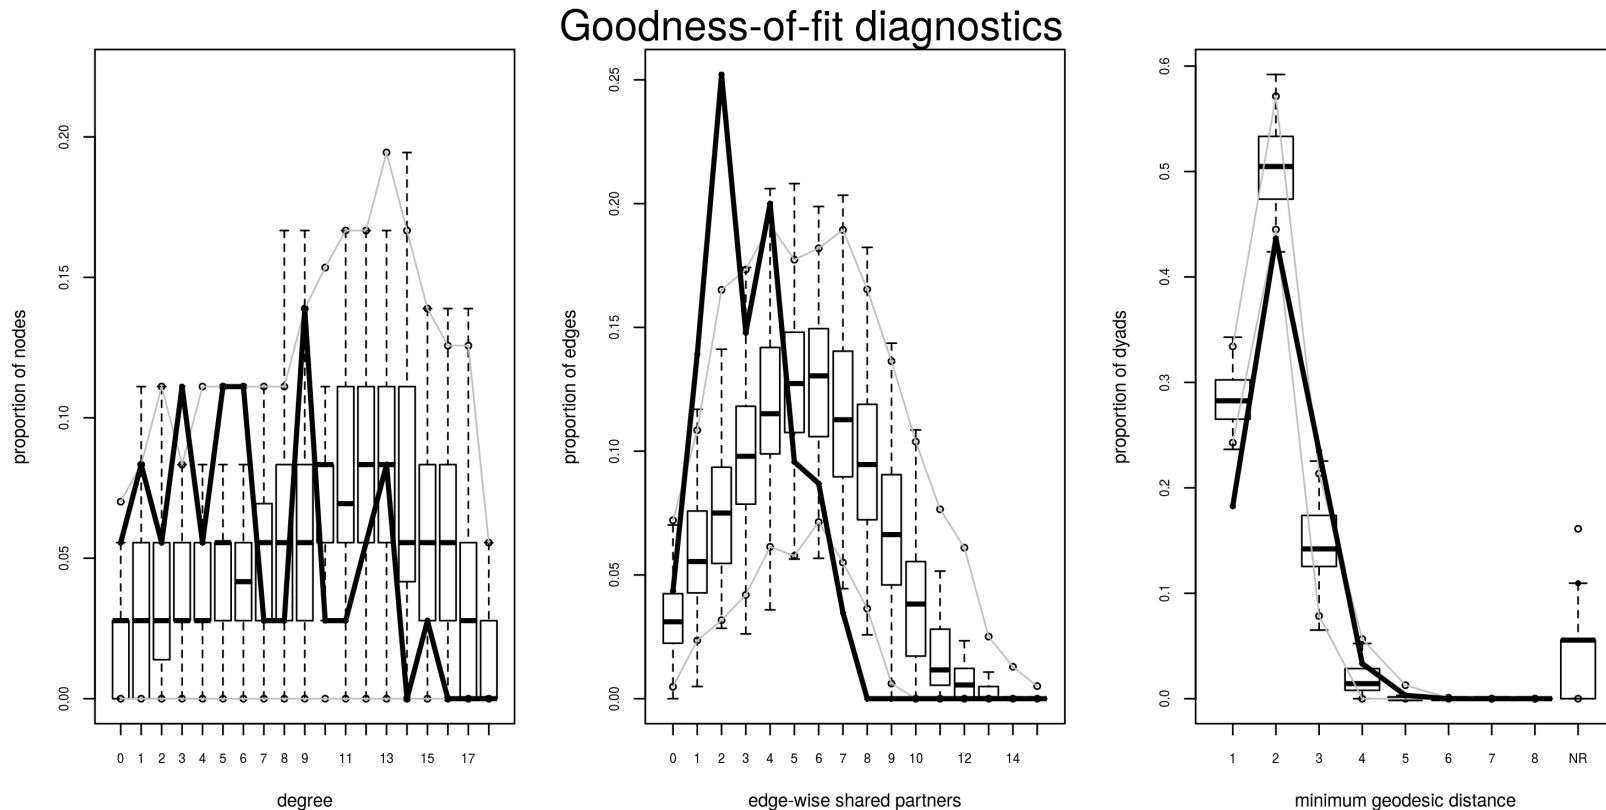 Goodness-of-fit diagnostics
proportion of nodes
0.20
0.15
0.10
0.05
0.00
0 1 2 3 4 5 6 7 8 9 11 13 15 17
degree
proportion of edges
0.25
0.20
0.15
0.10
0.05
0.00
0 1 2 3 4 5 6 7 8 9 10 12 14
edge-wise shared partners
proportion of dyads
0.6
0.5
0.4
0.3
0.2
0.1
0.0
1 2 3 4 5 6 7 8 NR
minimum geodesic distance